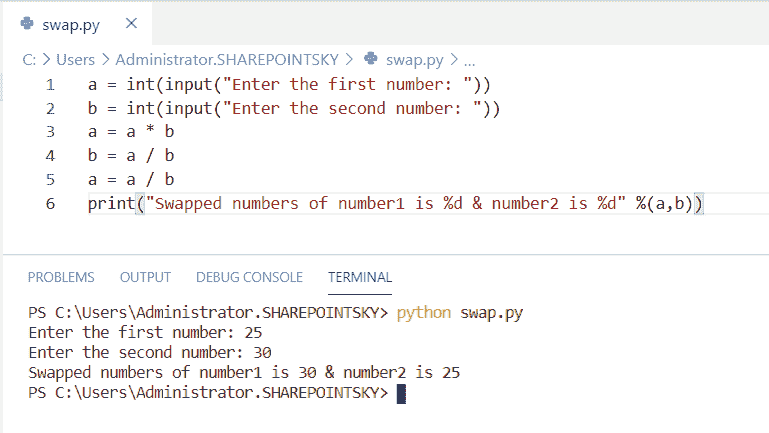 swap.py
C: > Users > Administrator.SHAREPOINTSKY > swap.py > ...
1 a = int(input("Enter the first number: "))
2 b = int(input("Enter the second number: "))
3 a = a * b
4 b = a / b
5 a = a / b
6 print("Swapped numbers of number1 is %d & number2 is %d" %(a,b))
PROBLEMS OUTPUT DEBUG CONSOLE TERMINAL
PS C:\Users\Administrator.SHAREPOINTSKY> python swap.py
Enter the first number: 25
Enter the second number: 30
Swapped numbers of number1 is 30 & number2 is 25
PS C:\Users\Administrator.SHAREPOINTSKY>